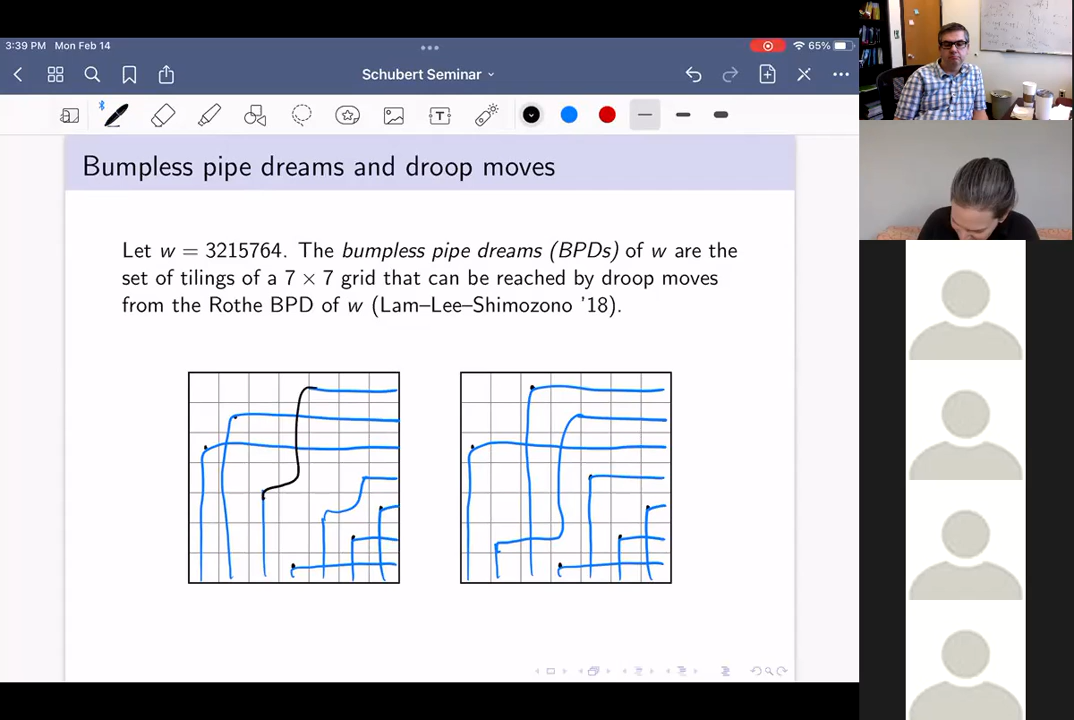 3:39 PM Mon Feb 14
65%
Schubert Seminar
T
Bumpless pipe dreams and droop moves
Let w = 3215764. The bumpless pipe dreams (BPDs) of w are the
set of tilings of a 7 × 7 grid that can be reached by droop moves
from the Rothe BPD of w (Lam–Lee–Shimozono '18).